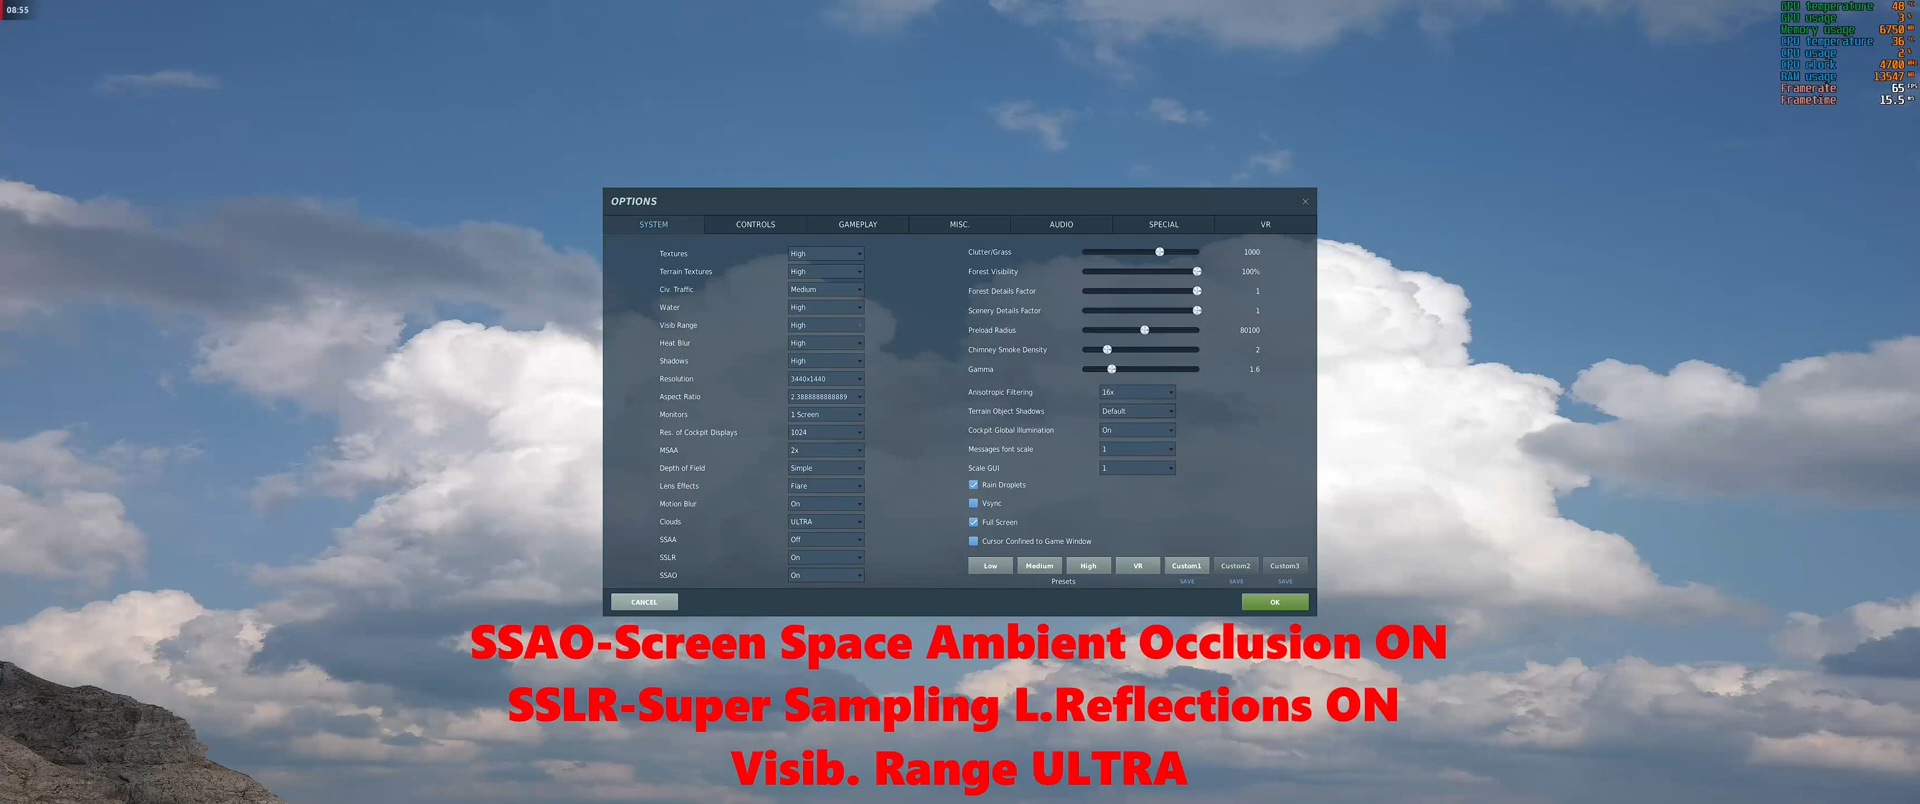 08:55
GPU temperature 48 °C
GPU usage 3 %
Memory usage 6750 MB
CPU temperature 36 °C
CPU usage 2 %
CPU clock 4700 MHz
RAM usage 13547 MB
Framerate 65 FPS
Frametime 15.5 ms
OPTIONS
SYSTEM CONTROLS GAMEPLAY MISC. AUDIO SPECIAL VR
Textures High
Terrain Textures High
Civ. Traffic Medium
Water High
Visib Range High
Heat Blur High
Shadows High
Resolution 3440x1440
Aspect Ratio 2.3888888888889
Monitors 1 Screen
Res. of Cockpit Displays 1024
MSAA 2x
Depth of Field Simple
Lens Effects Flare
Motion Blur On
Clouds ULTRA
SSAA Off
SSLR On
SSAO On
Clutter/Grass 1000
Forest Visibility 100%
Forest Details Factor 1
Scenery Details Factor 1
Preload Radius 80100
Chimney Smoke Density 2
Gamma 1.6
Anisotropic Filtering 16x
Terrain Object Shadows Default
Cockpit Global Illumination On
Messages font scale 1
Scale GUI 1
Rain Droplets
Vsync
Full Screen
Cursor Confined to Game Window
Low Medium High VR Custom1 Custom2 Custom3
Presets SAVE SAVE SAVE
CANCEL OK
SSAO-Screen Space Ambient Occlusion ON
SSLR-Super Sampling L.Reflections ON
Visib. Range ULTRA